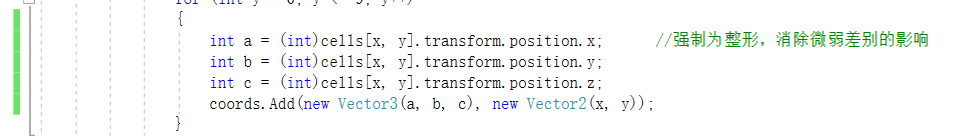 {
int a = (int)cells[x, y].transform.position.x; //强制为整形，消除微弱差别的影响
int b = (int)cells[x, y].transform.position.y;
int c = (int)cells[x, y].transform.position.z;
coords.Add(new Vector3(a, b, c), new Vector2(x, y));
}